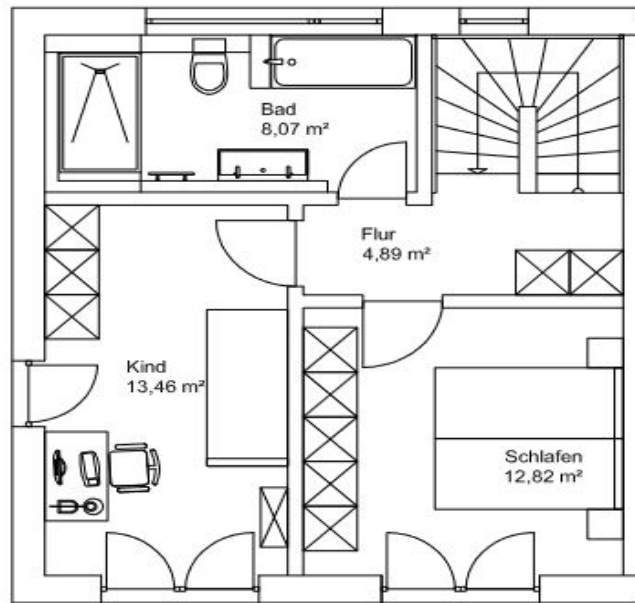 Bad
8,07 m²
Flur
4,89 m²
Kind
13,46 m²
Schlafen
12,82 m²